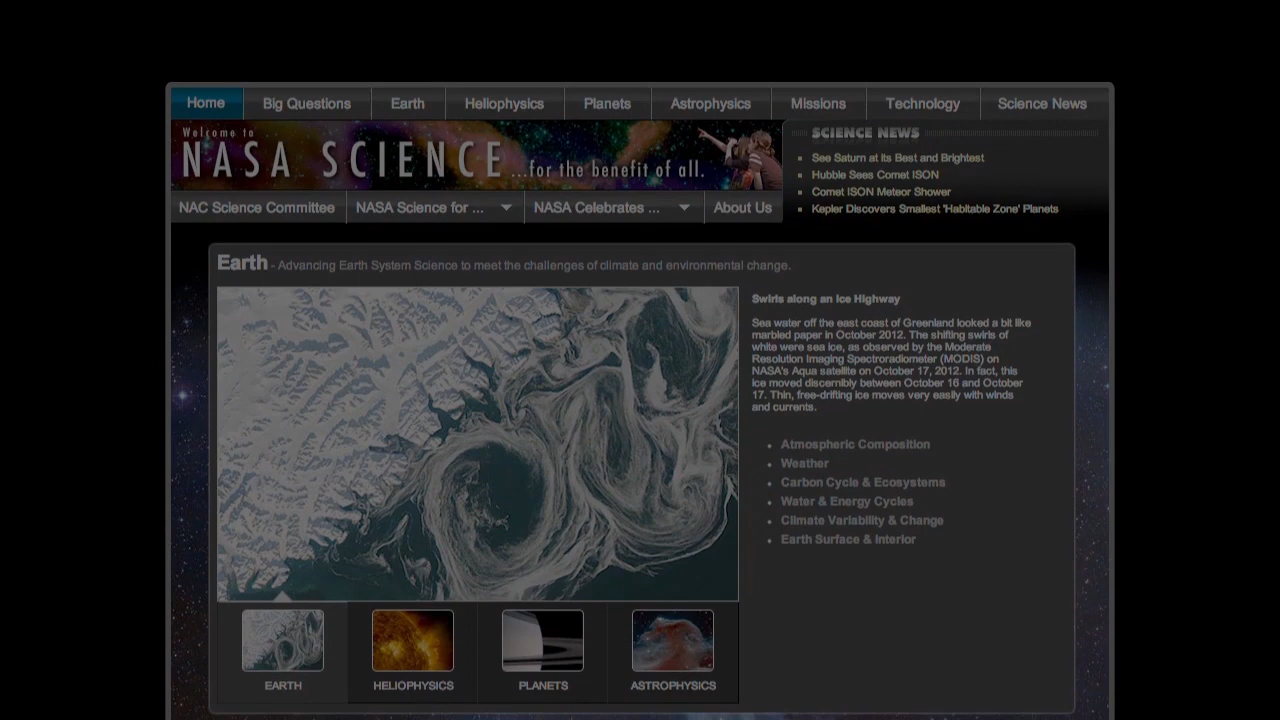 Home Big Questions Earth Heliophysics Planets Astrophysics Missions Technology Science News
Welcome to
NASA SCIENCE ...for the benefit of all.
SCIENCE NEWS
See Saturn at its Best and Brightest
Hubble Sees Comet ISON
Comet ISON Meteor Shower
Kepler Discovers Smallest 'Habitable Zone' Planets
NAC Science Committee NASA Science for ... NASA Celebrates ... About Us
Earth - Advancing Earth System Science to meet the challenges of climate and environmental change.
Swirls along an Ice Highway
Sea water off the east coast of Greenland looked a bit like
marbled paper in October 2012. The shifting swirls of
white were sea ice, as observed by the Moderate
Resolution Imaging Spectroradiometer (MODIS) on
NASA's Aqua satellite on October 17, 2012. In fact, this
ice moved discernibly between October 16 and October
17. Thin, free-drifting ice moves very easily with winds
and currents.
Atmospheric Composition
Weather
Carbon Cycle & Ecosystems
Water & Energy Cycles
Climate Variability & Change
Earth Surface & Interior
EARTH HELIOPHYSICS PLANETS ASTROPHYSICS